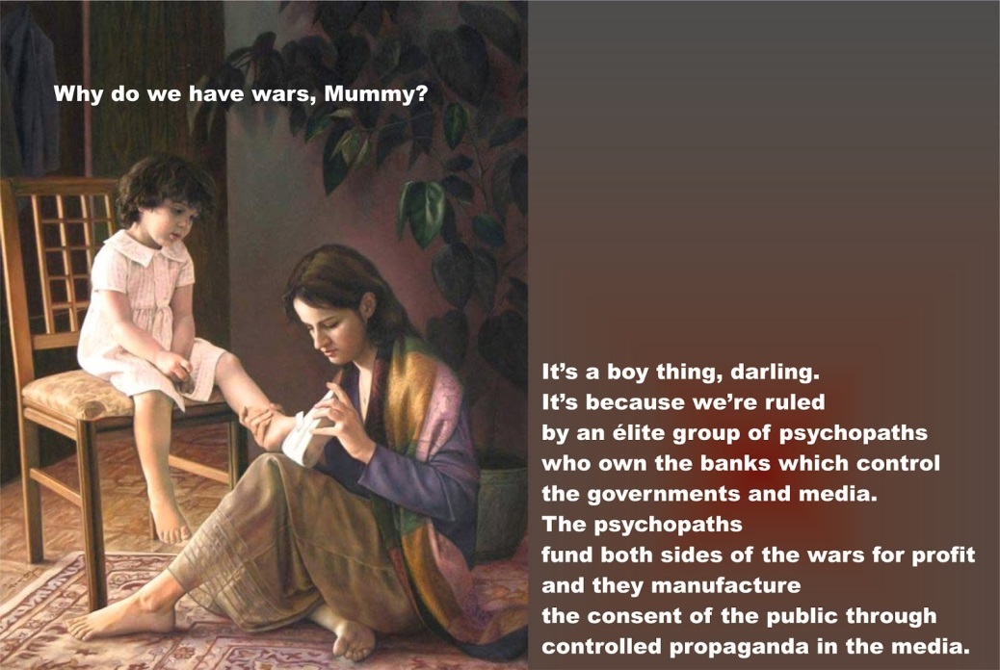 Why do we have wars, Mummy?
It’s a boy thing, darling.
It’s because we’re ruled
by an élite group of psychopaths
who own the banks which control
the governments and media.
The psychopaths
fund both sides of the wars for profit
and they manufacture
the consent of the public through
controlled propaganda in the media.